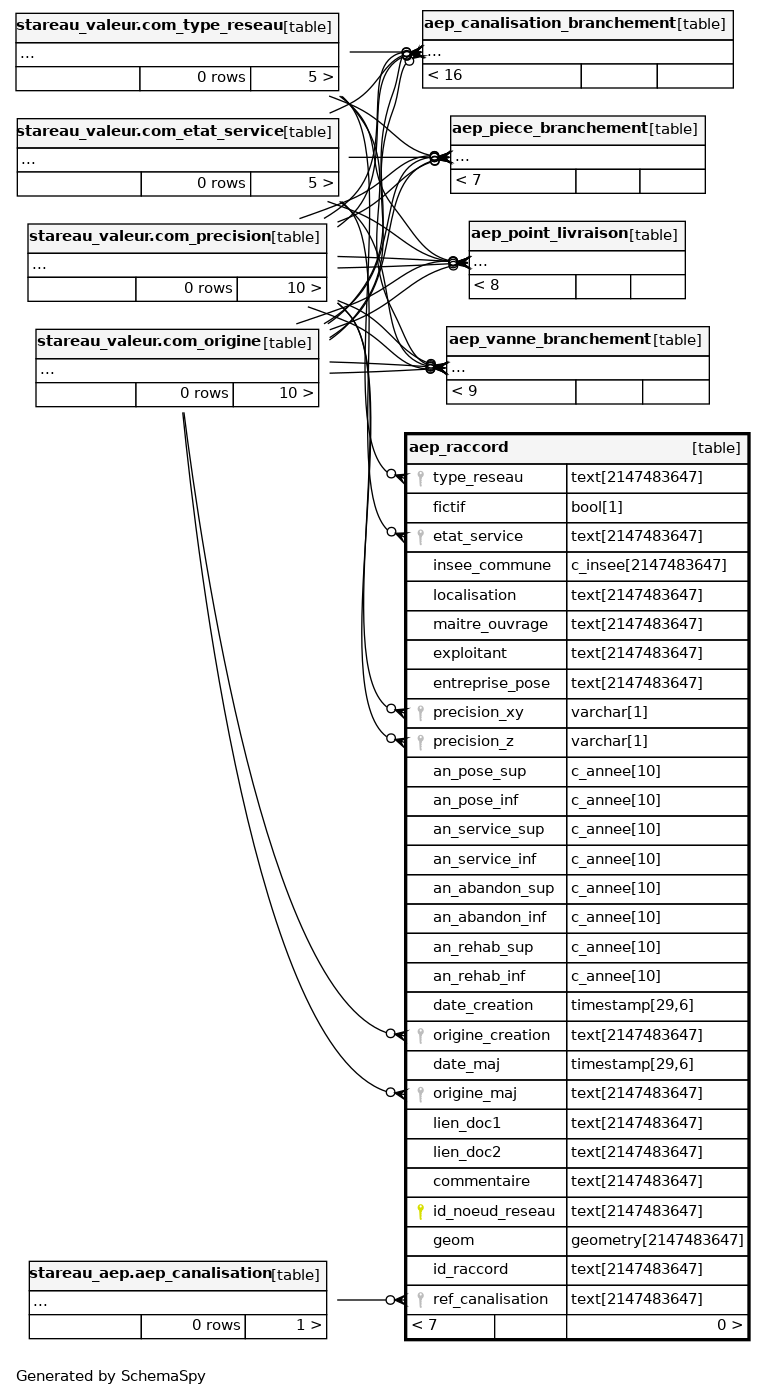 stareau_valeur.com_type_reseau [table]
...
0 rows 5 >
stareau_valeur.com_etat_service [table]
...
0 rows 5 >
stareau_valeur.com_precision [table]
...
0 rows 10 >
stareau_valeur.com_origine [table]
...
0 rows 10 >
aep_canalisation_branchement [table]
...
< 16
aep_piece_branchement [table]
...
< 7
aep_point_livraison [table]
...
< 8
aep_vanne_branchement [table]
...
< 9
aep_raccord [table]
type_reseau text[2147483647]
fictif bool[1]
etat_service text[2147483647]
insee_commune c_insee[2147483647]
localisation text[2147483647]
maitre_ouvrage text[2147483647]
exploitant text[2147483647]
entreprise_pose text[2147483647]
precision_xy varchar[1]
precision_z varchar[1]
an_pose_sup c_annee[10]
an_pose_inf c_annee[10]
an_service_sup c_annee[10]
an_service_inf c_annee[10]
an_abandon_sup c_annee[10]
an_abandon_inf c_annee[10]
an_rehab_sup c_annee[10]
an_rehab_inf c_annee[10]
date_creation timestamp[29,6]
origine_creation text[2147483647]
date_maj timestamp[29,6]
origine_maj text[2147483647]
lien_doc1 text[2147483647]
lien_doc2 text[2147483647]
commentaire text[2147483647]
id_noeud_reseau text[2147483647]
geom geometry[2147483647]
id_raccord text[2147483647]
ref_canalisation text[2147483647]
< 7 0 >
stareau_aep.aep_canalisation [table]
...
0 rows 1 >
Generated by SchemaSpy